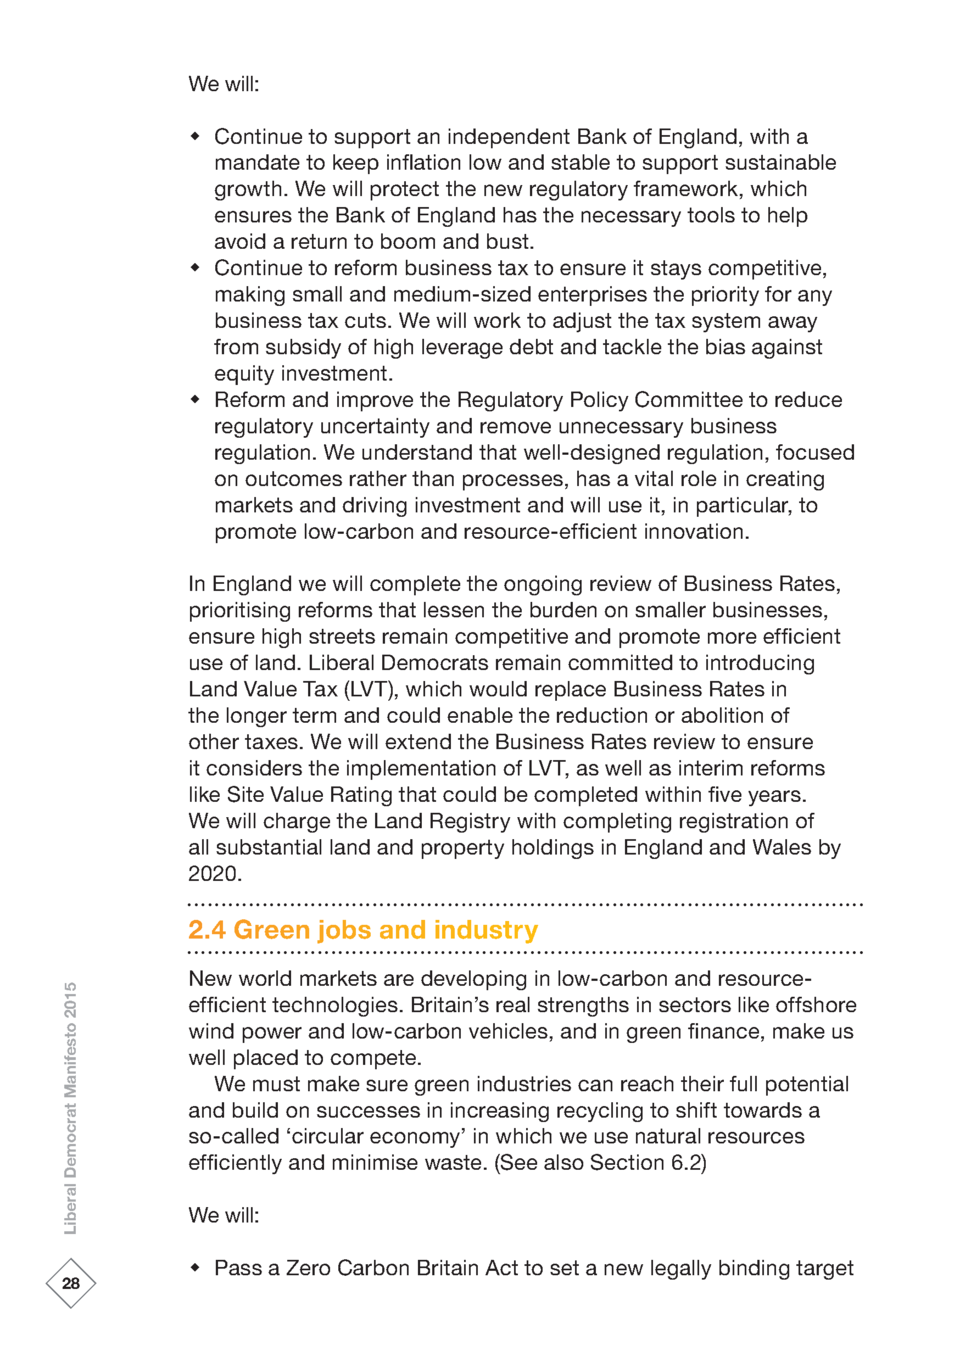 We will:
◆ Continue to support an independent Bank of England, with a
mandate to keep inflation low and stable to support sustainable
growth. We will protect the new regulatory framework, which
ensures the Bank of England has the necessary tools to help
avoid a return to boom and bust.
◆ Continue to reform business tax to ensure it stays competitive,
making small and medium-sized enterprises the priority for any
business tax cuts. We will work to adjust the tax system away
from subsidy of high leverage debt and tackle the bias against
equity investment.
◆ Reform and improve the Regulatory Policy Committee to reduce
regulatory uncertainty and remove unnecessary business
regulation. We understand that well-designed regulation, focused
on outcomes rather than processes, has a vital role in creating
markets and driving investment and will use it, in particular, to
promote low-carbon and resource-efficient innovation.
In England we will complete the ongoing review of Business Rates,
prioritising reforms that lessen the burden on smaller businesses,
ensure high streets remain competitive and promote more efficient
use of land. Liberal Democrats remain committed to introducing
Land Value Tax (LVT), which would replace Business Rates in
the longer term and could enable the reduction or abolition of
other taxes. We will extend the Business Rates review to ensure
it considers the implementation of LVT, as well as interim reforms
like Site Value Rating that could be completed within five years.
We will charge the Land Registry with completing registration of
all substantial land and property holdings in England and Wales by
2020.
2.4 Green jobs and industry
New world markets are developing in low-carbon and resource-
efficient technologies. Britain's real strengths in sectors like offshore
wind power and low-carbon vehicles, and in green finance, make us
well placed to compete.
We must make sure green industries can reach their full potential
and build on successes in increasing recycling to shift towards a
so-called 'circular economy' in which we use natural resources
efficiently and minimise waste. (See also Section 6.2)
We will:
◆ Pass a Zero Carbon Britain Act to set a new legally binding target
Liberal Democrat Manifesto 2015
28